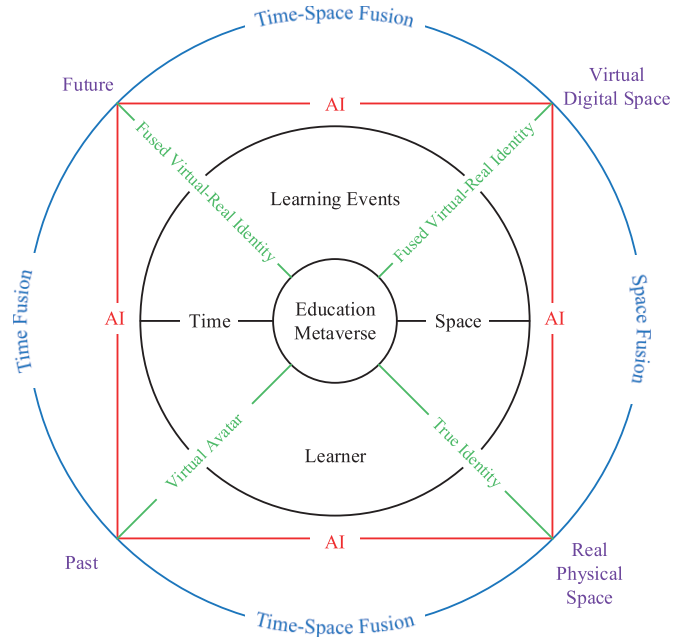 Time-Space Fusion
Future
Virtual
Digital Space
AI
Fused Virtual-Real Identity
Fused Virtual-Real Identity
Learning Events
Time Fusion
AI
Time
Education
Metaverse
Space
AI
Space Fusion
Virtual Avatar
Learner
True Identity
AI
Past
Real
Physical
Space
Time-Space Fusion